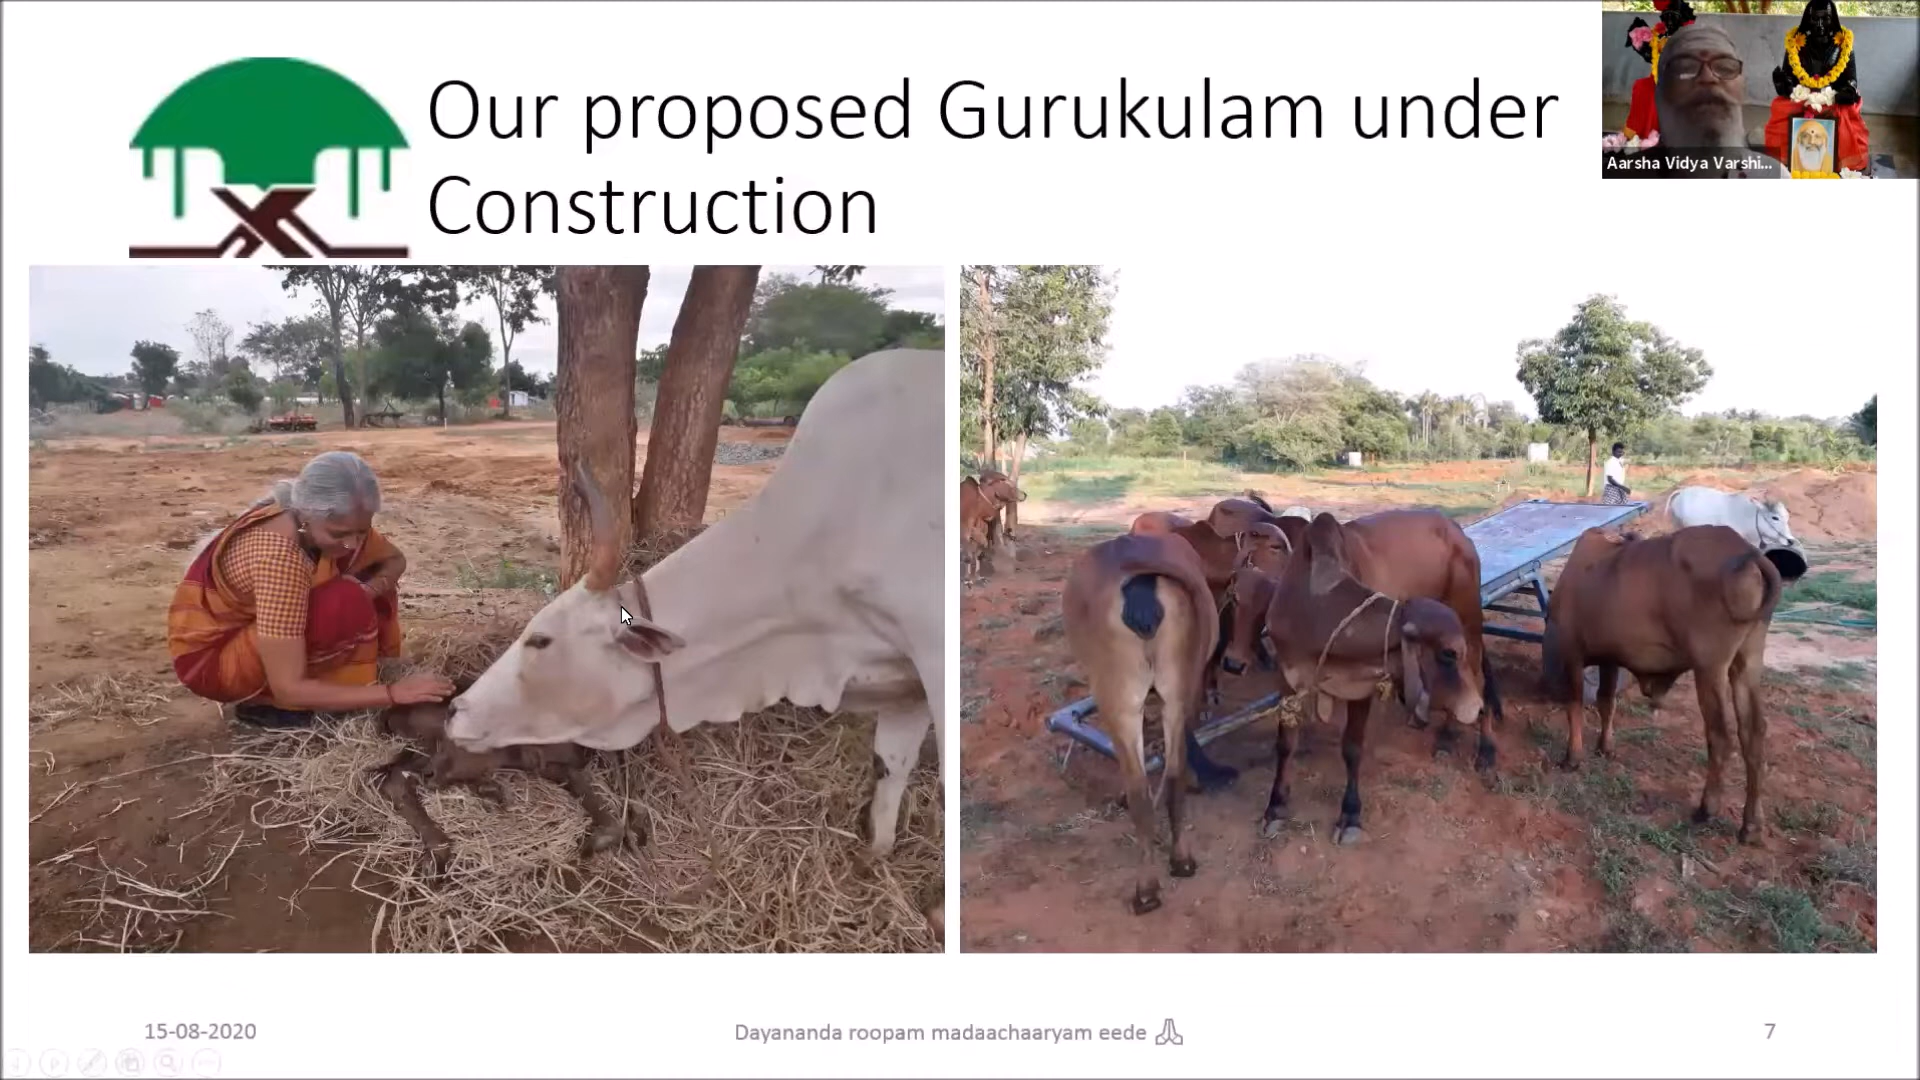 Our proposed Gurukulam under
Construction
Aarsha Vidya Varshi...
15-08-2020
Dayananda roopam madaachaaryam eede 🙏
7